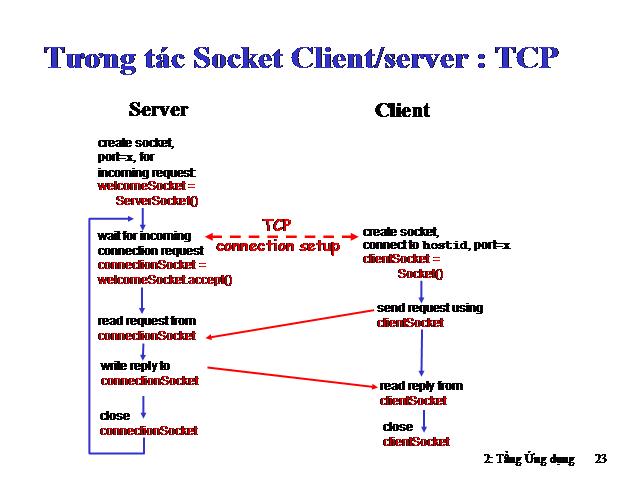 Tương tác Socket Client/server : TCP
Server
Client
create socket,
port=x, for
incoming request:
welcomeSocket =
ServerSocket()
TCP
connection setup
wait for incoming
connection request
connectionSocket =
welcomeSocket.accept()
create socket,
connect to hostid, port=x
clientSocket =
Socket()
send request using
clientSocket
read request from
connectionSocket
write reply to
connectionSocket
read reply from
clientSocket
close
connectionSocket
close
clientSocket
2: Tầng Ứng dụng 23